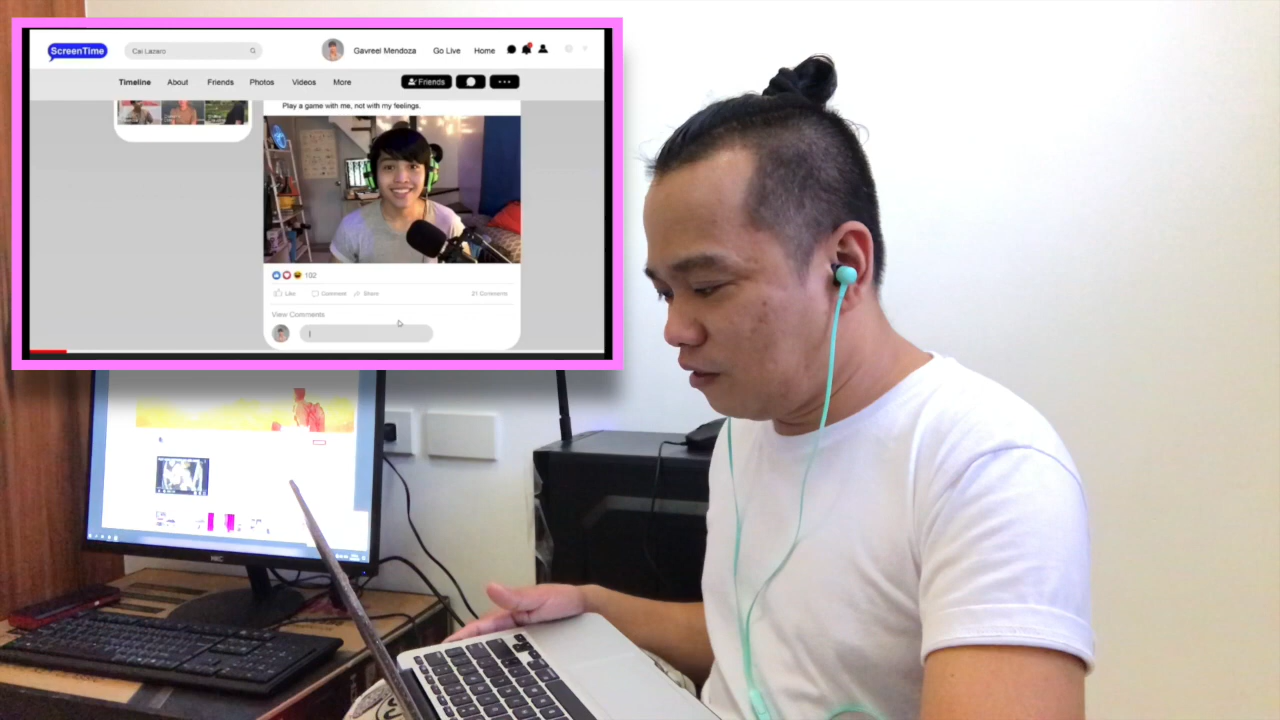 ScreenTime
Cai Lazaro
Gavreel Mendoza
Go Live
Home
Timeline
About
Friends
Photos
Videos
More
Friends
Play a game with me, not with my feelings.
102
Like
Comment
Share
21 Comments
View Comments